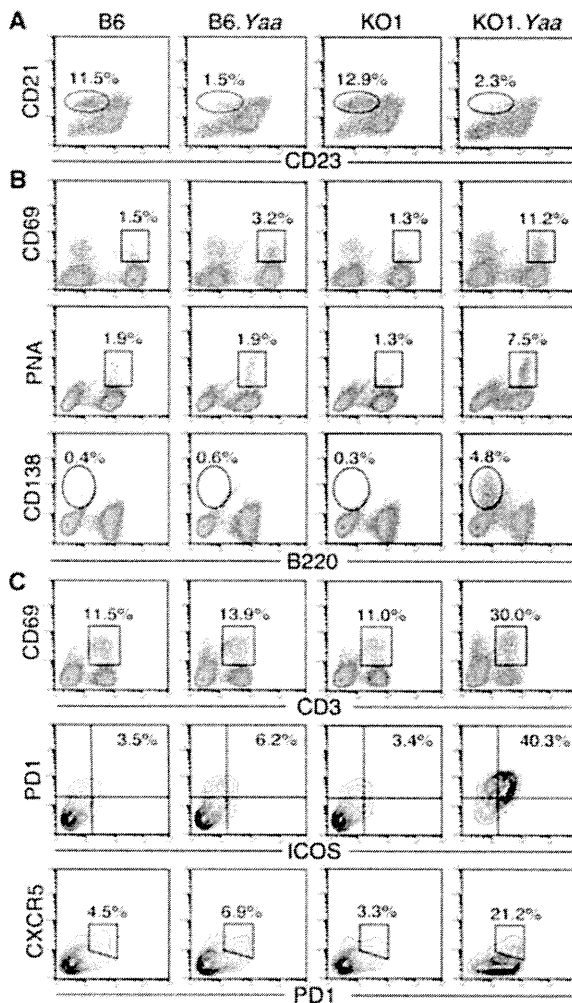 A B6 B6.Yaa KO1 KO1.Yaa
CD21 11.5% 1.5% 12.9% 2.3%
CD23
B
CD69 1.5% 3.2% 1.3% 11.2%
PNA 1.9% 1.9% 1.3% 7.5%
CD138 0.4% 0.6% 0.3% 4.8%
B220
C
CD69 11.5% 13.9% 11.0% 30.0%
CD3
PD1 3.5% 6.2% 3.4% 40.3%
ICOS
CXCR5 4.5% 6.9% 3.3% 21.2%
PD1